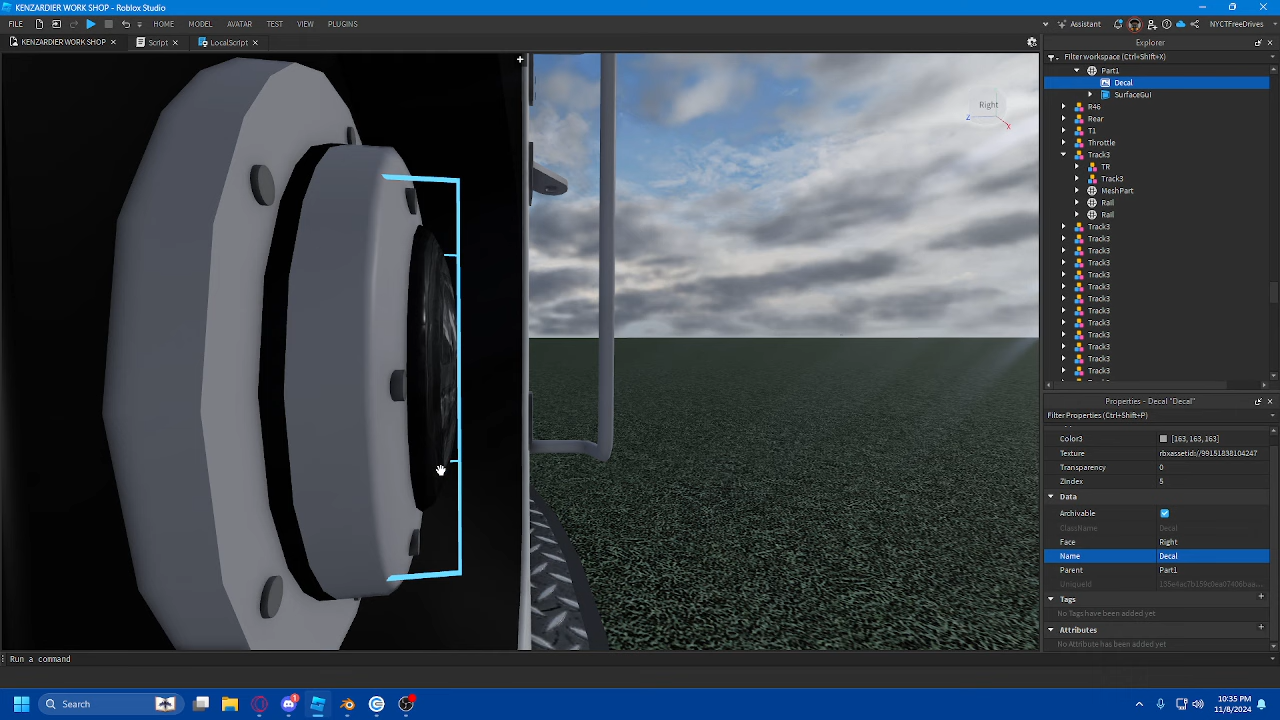 KENZARDIER WORK SHOP - Roblox Studio
FILE
HOME
MODEL
AVATAR
TEST
VIEW
PLUGINS
Assistant
NYCTFreeDrives
KENZARDIER WORK SHOP
Script
LocalScript
Explorer
Filter workspace (Ctrl+Shift+X)
Part1
Decal
SurfaceGui
R46
Rear
T1
Throttle
Track3
TR
Track3
MeshPart
Rail
Rail
Track3
Track3
Track3
Track3
Track3
Track3
Track3
Track3
Track3
Track3
Track3
Track3
Track3
Right
Z
X
Properties - Decal "Decal"
Filter Properties (Ctrl+Shift+P)
Color3 [163, 163, 163]
Texture rbxassetid://99151838104247
Transparency 0
ZIndex 5
Data
Archivable
ClassName Decal
Face Right
Name Decal
Parent Part1
UniqueId
Tags
No Tags have been added yet
Attributes
No Attribute has been added yet
Run a command
Search
1
10:35 PM
11/8/2024